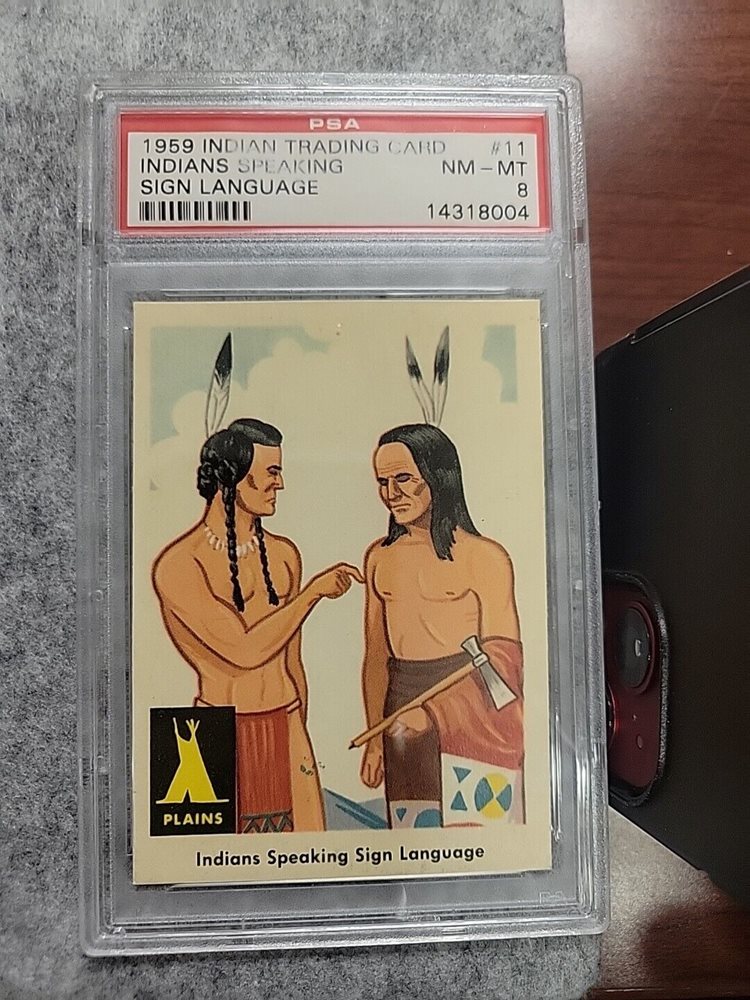 PSA
1959 INDIAN TRADING CARD #11
INDIANS SPEAKING NM-MT
SIGN LANGUAGE 8
14318004
PLAINS
Indians Speaking Sign Language